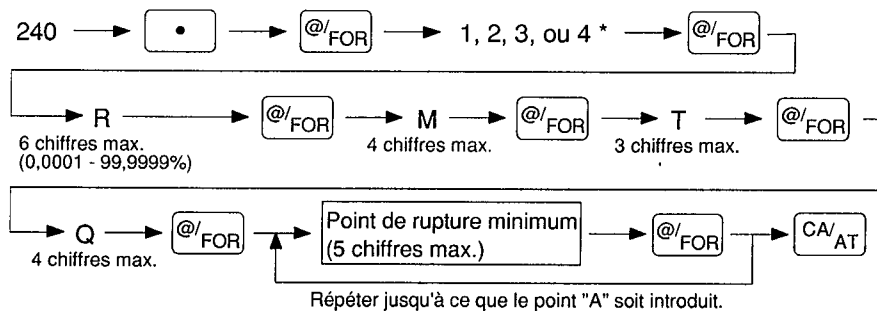 240 • @/FOR 1, 2, 3, ou 4 * @/FOR
R @/FOR M @/FOR T @/FOR
6 chiffres max. 4 chiffres max. 3 chiffres max.
(0,0001 - 99,9999%)
Q @/FOR Point de rupture minimum @/FOR CA/AT
4 chiffres max. (5 chiffres max.)
Répéter jusqu'à ce que le point "A" soit introduit.